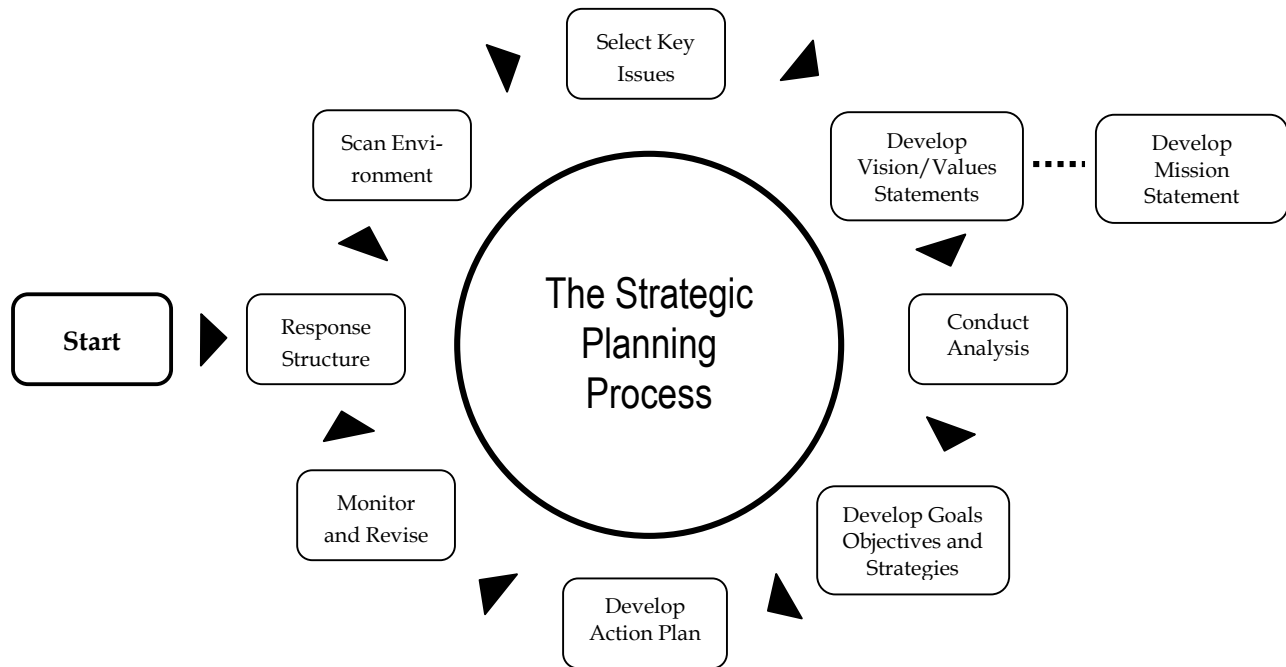 Select Key
Issues
Scan Envi-
ronment
Develop
Vision/Values
Statements
Develop
Mission
Statement
Start
Response
Structure
The Strategic
Planning
Process
Conduct
Analysis
Monitor
and Revise
Develop Goals
Objectives and
Strategies
Develop
Action Plan